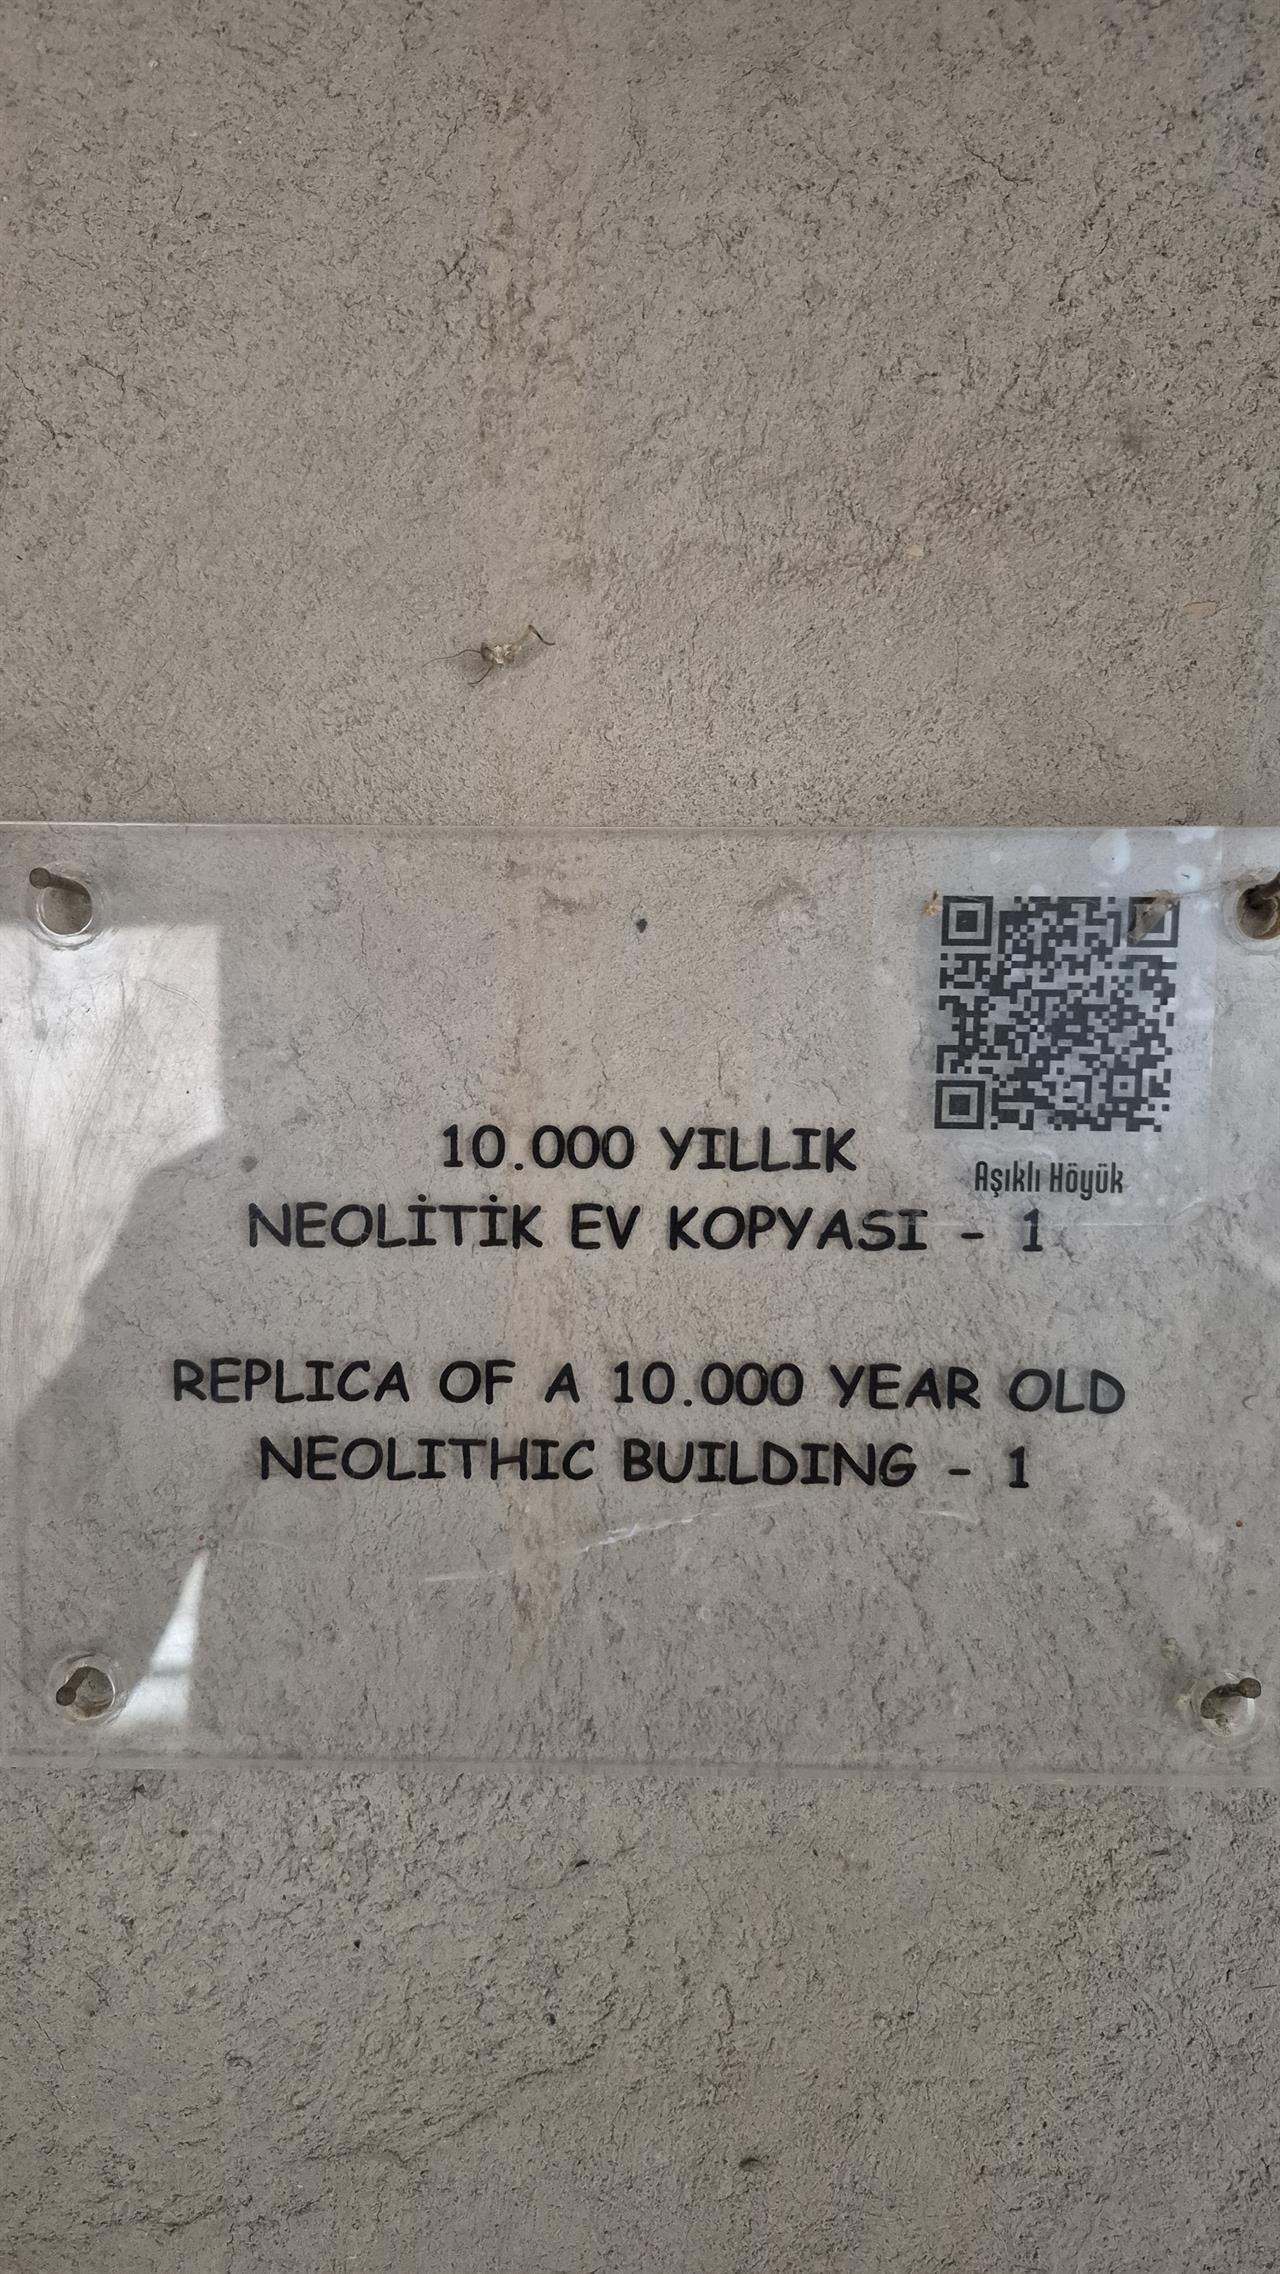 Aşıklı Höyük
10.000 YILLIK
NEOLİTİK EV KOPYASI - 1
REPLICA OF A 10.000 YEAR OLD
NEOLITHIC BUILDING - 1